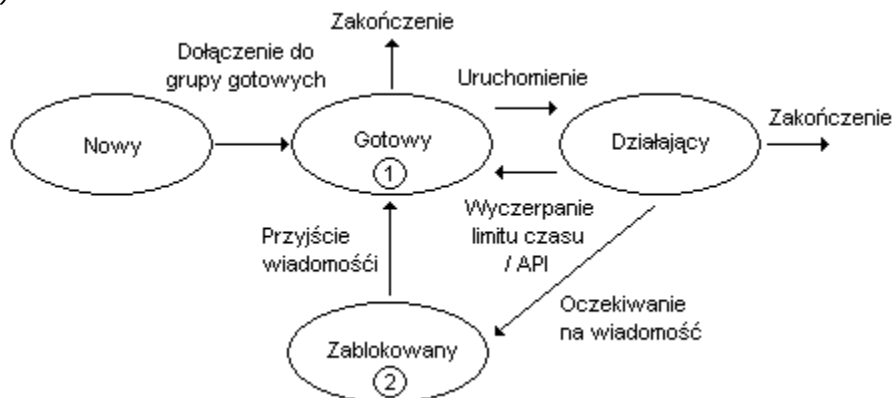 )
Zakończenie
Dołączenie do
grupy gotowych
Uruchomienie
Nowy
Gotowy
1
Działający
Zakończenie
Przyjście
wiadomośći
Wyczerpanie
limitu czasu
/ API
Oczekiwanie
na wiadomość
Zablokowany
2